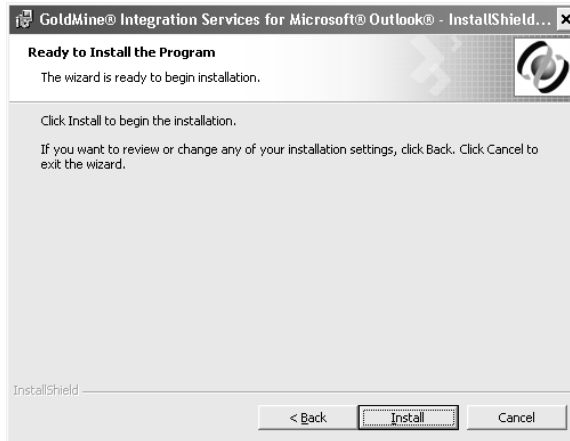 GoldMine® Integration Services for Microsoft® Outlook® - InstallShield...
Ready to Install the Program
The wizard is ready to begin installation.
Click Install to begin the installation.
If you want to review or change any of your installation settings, click Back. Click Cancel to
exit the wizard.
InstallShield
< Back Install Cancel